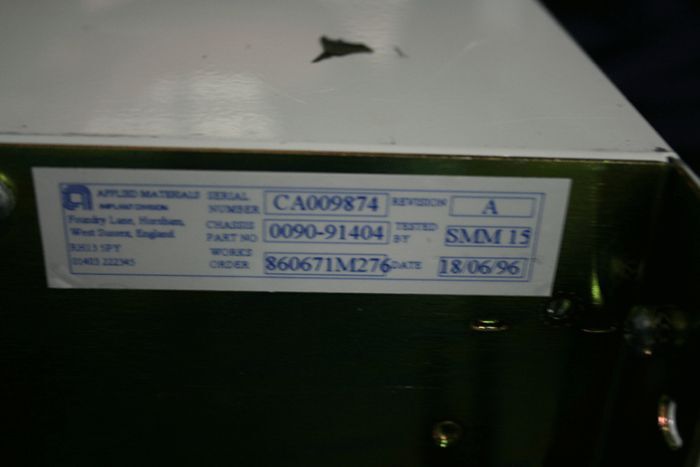 APPLIED MATERIALS
IMPLANT DIVISION
Foundry Lane, Horsham,
West Sussex, England
RH13 5PY
01403 222345
SERIAL NUMBER CA009874 REVISION A
CHASSIS PART NO 0090-91404 TESTED BY SMM 15
WORKS ORDER 860671M276 DATE 18/06/96